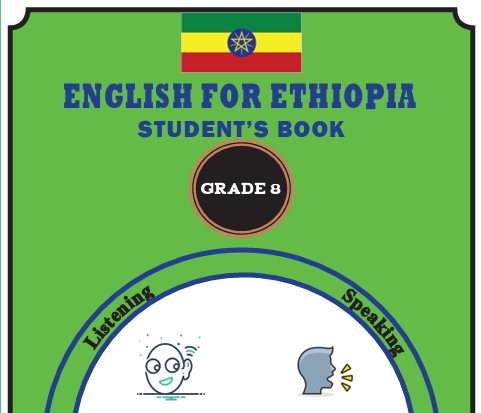 ENGLISH FOR ETHIOPIA
STUDENT'S BOOK
GRADE 8
Listening
Speaking